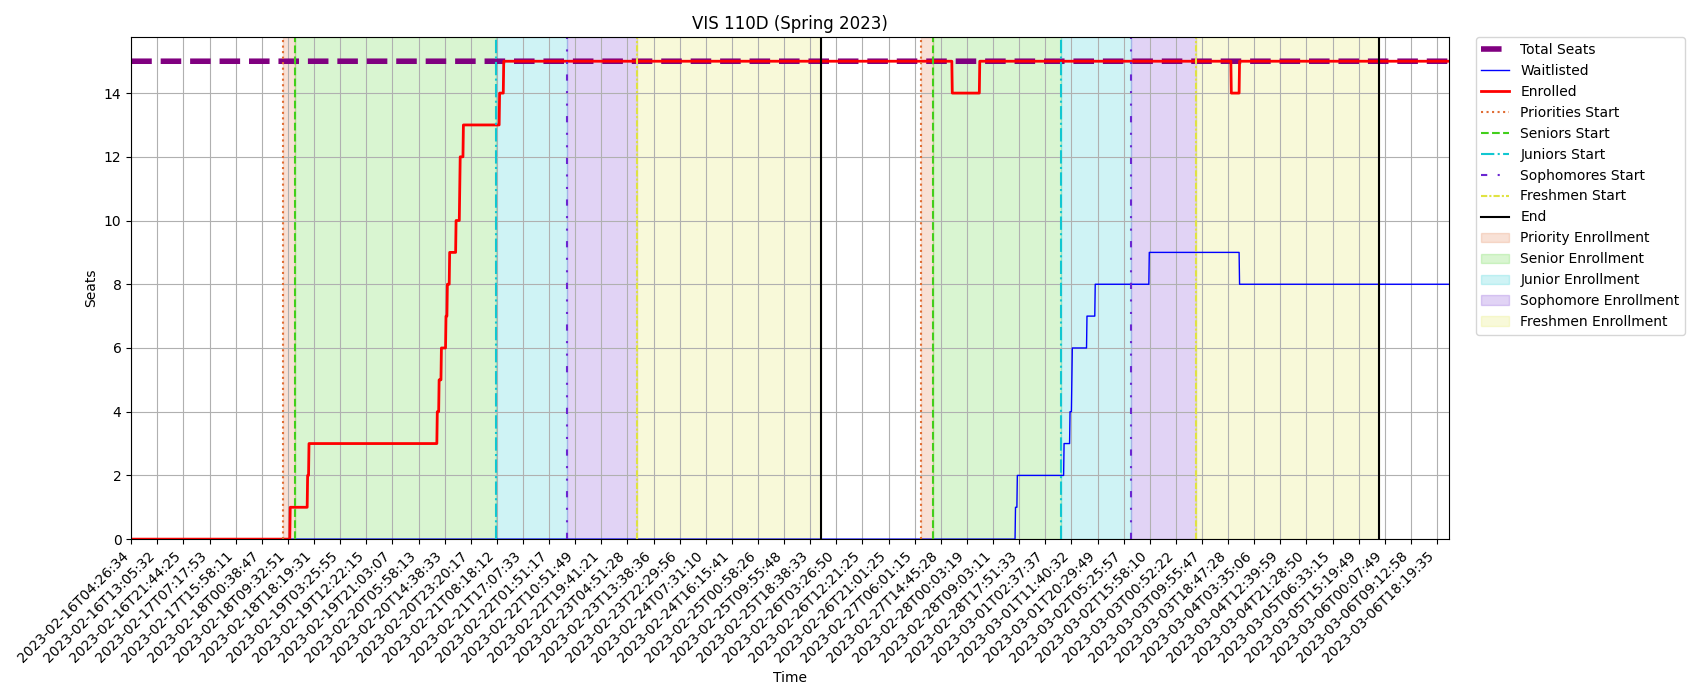 VIS 110D (Spring 2023)
Total Seats
Waitlisted
Enrolled
Priorities Start
Seniors Start
Juniors Start
Sophomores Start
Freshmen Start
End
Priority Enrollment
Senior Enrollment
Junior Enrollment
Sophomore Enrollment
Freshmen Enrollment
Seats
14
12
10
8
6
4
2
0
2023-02-16T04:26:34
2023-02-16T13:05:32
2023-02-16T21:44:25
2023-02-17T07:17:53
2023-02-17T15:58:11
2023-02-18T00:38:47
2023-02-18T09:32:51
2023-02-18T18:19:31
2023-02-19T03:25:55
2023-02-19T12:22:15
2023-02-19T21:03:07
2023-02-20T05:58:13
2023-02-20T14:38:33
2023-02-20T23:20:17
2023-02-21T08:18:12
2023-02-21T17:07:33
2023-02-22T01:51:17
2023-02-22T10:51:49
2023-02-22T19:41:21
2023-02-23T04:51:28
2023-02-23T13:38:36
2023-02-23T22:29:56
2023-02-24T07:31:10
2023-02-24T16:15:41
2023-02-25T00:58:26
2023-02-25T09:55:48
2023-02-25T18:38:33
2023-02-26T03:26:50
2023-02-26T12:21:25
2023-02-26T21:01:25
2023-02-27T06:01:15
2023-02-27T14:45:28
2023-02-28T00:03:19
2023-02-28T09:03:11
2023-02-28T17:51:33
2023-03-01T02:37:37
2023-03-01T11:40:32
2023-03-01T20:29:49
2023-03-02T05:25:57
2023-03-02T15:58:10
2023-03-03T00:52:22
2023-03-03T09:55:47
2023-03-03T18:47:28
2023-03-04T03:35:06
2023-03-04T12:39:59
2023-03-04T21:28:50
2023-03-05T06:33:15
2023-03-05T15:19:49
2023-03-06T00:07:49
2023-03-06T09:12:58
2023-03-06T18:19:35
Time